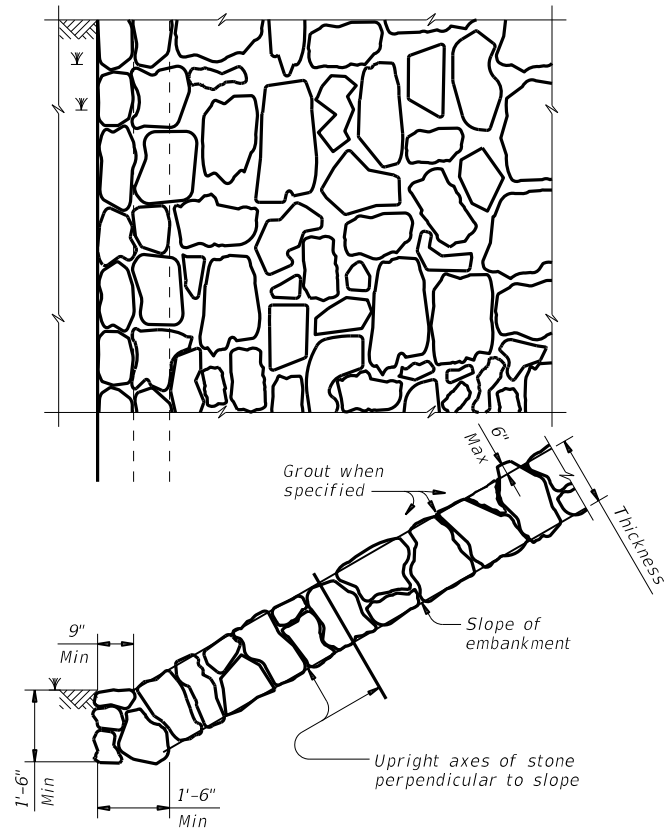 6"
Max
Grout when
specified
Thickness
Slope of
embankment
9"
Min
1'-6"
Min
1'-6"
Min
Upright axes of stone
perpendicular to slope